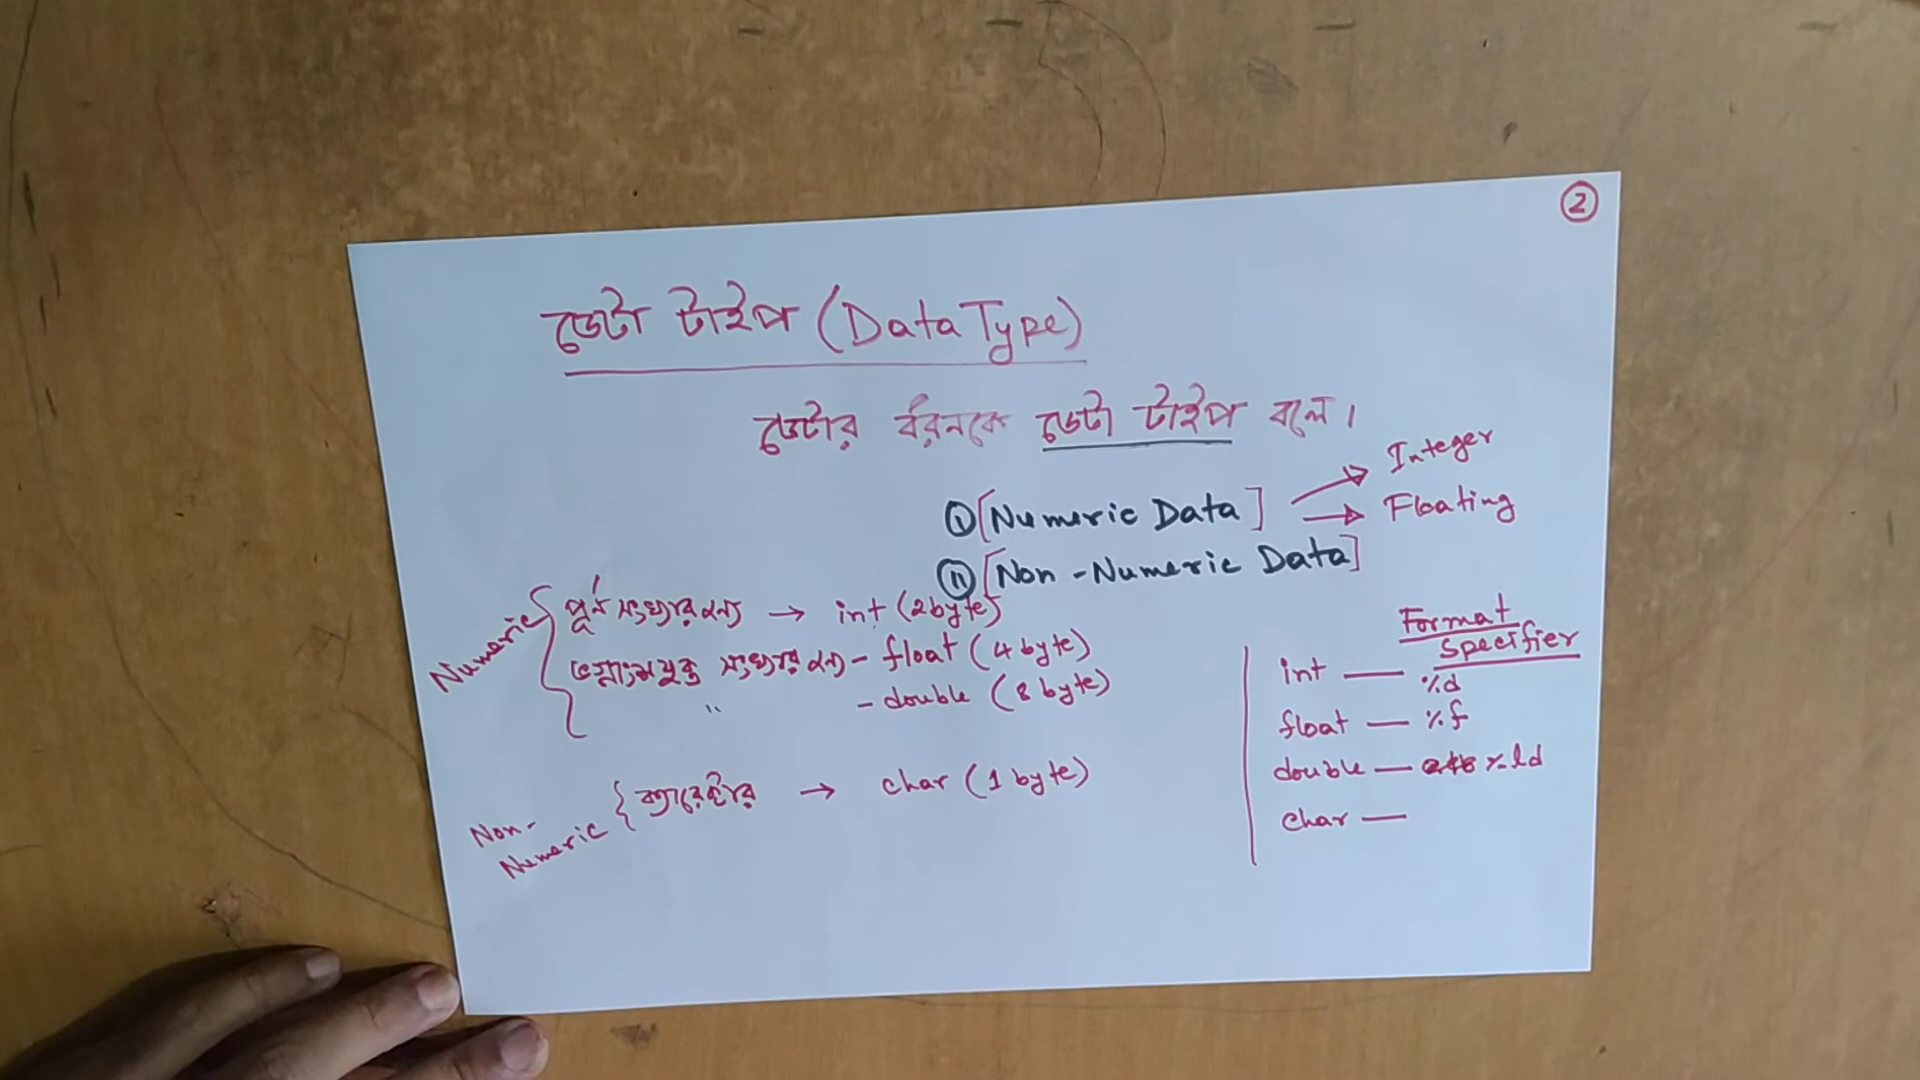 2
ডেটা টাইপ (Data Type)
ডেটার ধরনকে ডেটা টাইপ বলে।
i [Numeric Data] → Integer
→ Floating
ii [Non-Numeric Data]
Numeric { পূর্ন সংখ্যার জন্য → int (2 byte)
ভগ্নাংশযুক্ত সংখ্যার জন্য - float (4 byte)
" - double (8 byte)
Non-
Numeric { ক্যারেক্টার → char (1 byte)
Format
Specifier
int — %d
float — %f
double — %ld
char —